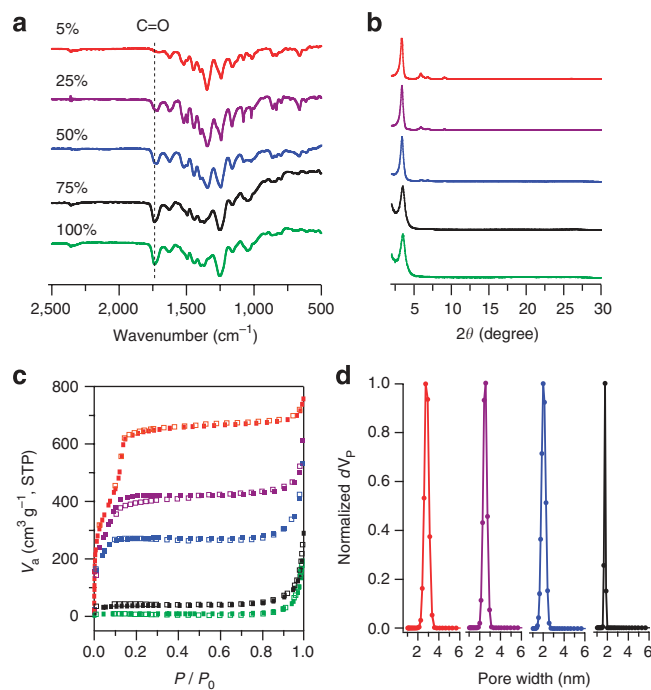 a
C=O
5%
25%
50%
75%
100%
2,500 2,000 1,500 1,000 500
Wavenumber (cm⁻¹)
b
5 10 15 20 25 30
2θ (degree)
c
800
600
400
200
0
Vₐ (cm³ g⁻¹, STP)
0.0 0.2 0.4 0.6 0.8 1.0
P / P₀
d
1.0
0.8
0.6
0.4
0.2
0.0
Normalized dV_P
2 4 6 2 4 6 2 4 6 2 4 6
Pore width (nm)